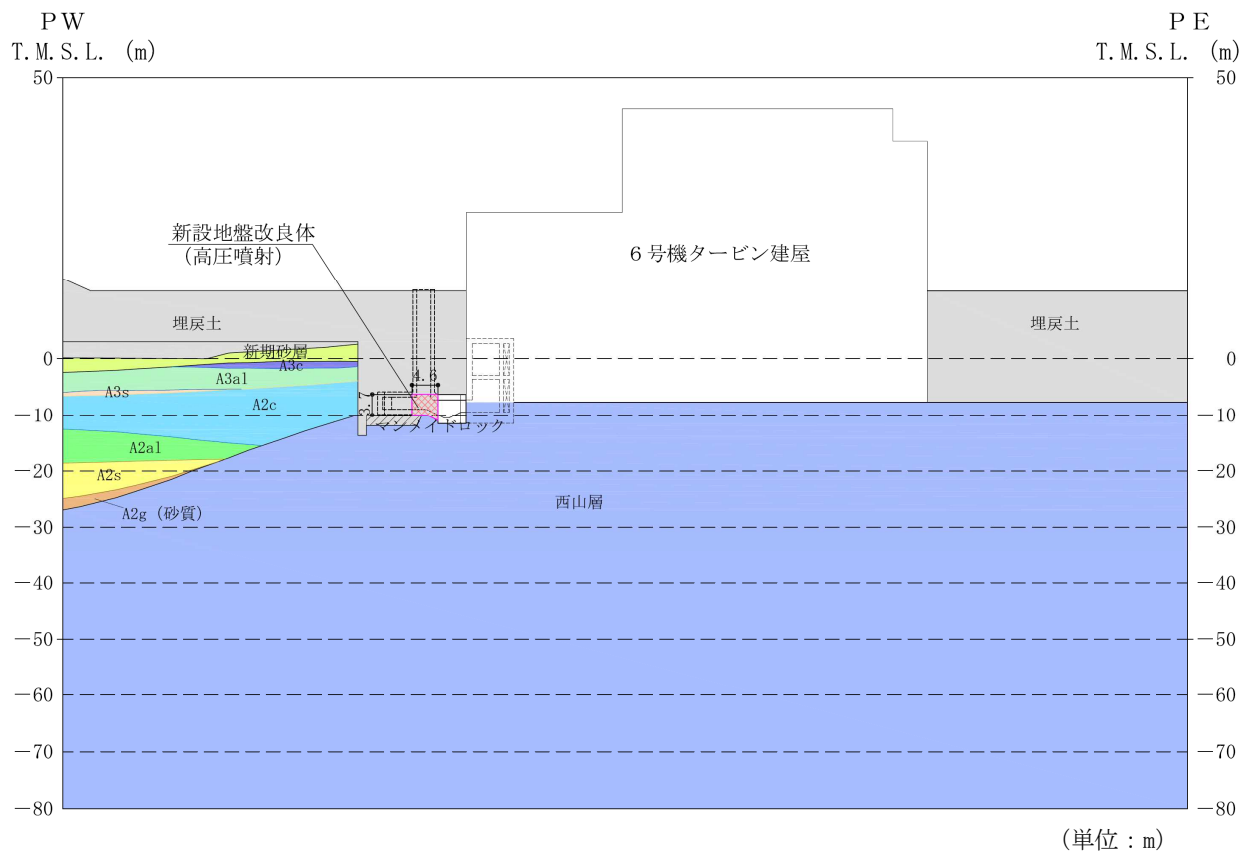 PW
PE
T.M.S.L. (m)
T.M.S.L. (m)
50
50
新設地盤改良体
(高圧噴射)
6号機タービン建屋
埋戻土
埋戻土
新期砂層
0
0
A3c
A3al
4.6
A3s
A2c
3.7
-10
-10
マンメイドロック
A2al
A2s
-20
-20
西山層
A2g(砂質)
-30
-30
-40
-40
-50
-50
-60
-60
-70
-70
-80
-80
(単位:m)